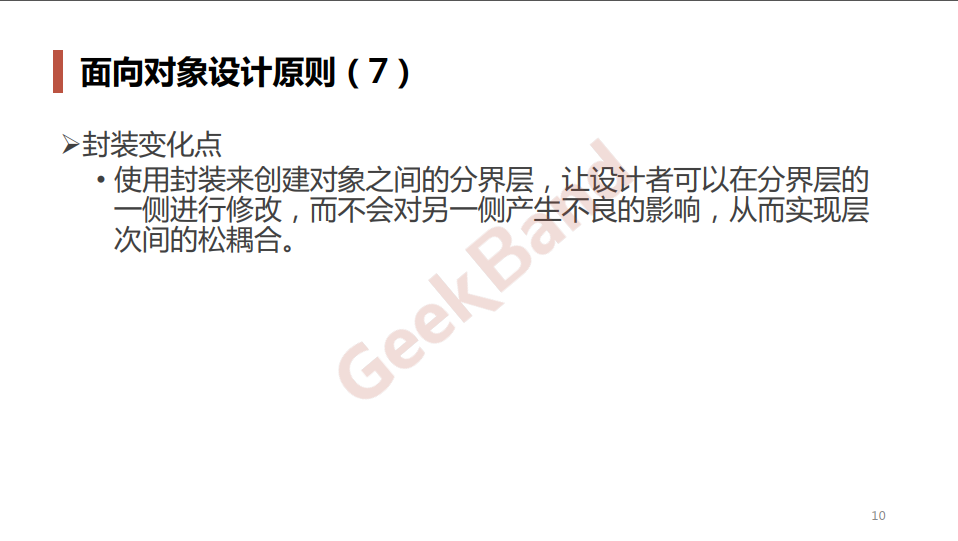 面向对象设计原则（7）
➢封装变化点
• 使用封装来创建对象之间的分界层，让设计者可以在分界层的
一侧进行修改，而不会对另一侧产生不良的影响，从而实现层
次间的松耦合。
GeekBand
10